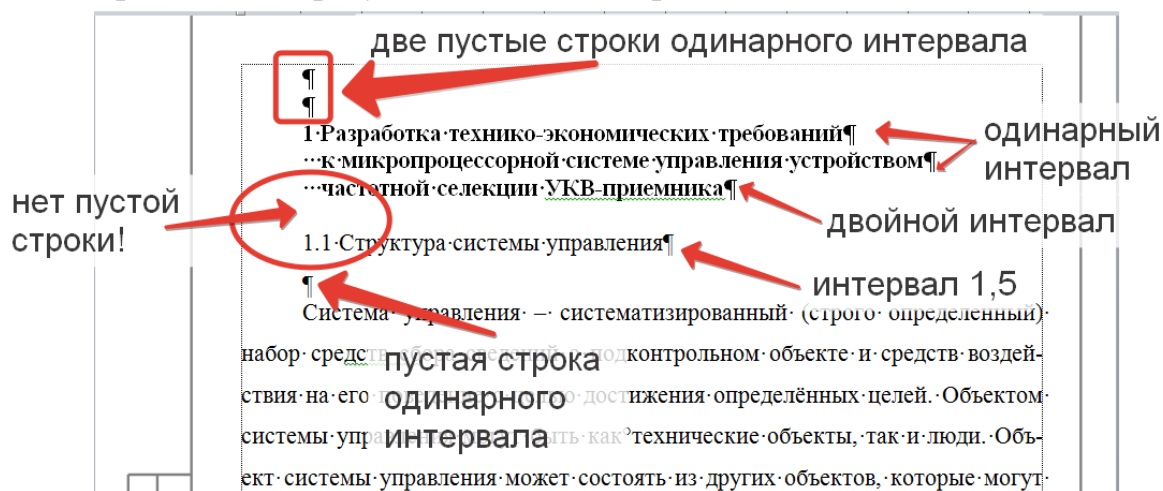 две пустые строки одинарного интервала
¶
¶
1·Разработка·технико-экономических·требований¶
···к·микропроцессорной·системе·управления·устройством¶
···частотной·селекции·УКВ-приемника¶
одинарный
интервал
двойной интервал
нет пустой
строки!
1.1·Структура·системы·управления¶
интервал 1,5
¶
Система· управления· –· систематизированный· (строго· определенный)·
набор· контрольном·объекте·и·средств·воздей-
ствия·на·его· ижения·определённых·целей.·Объектом·
системы· как°технические·объекты,·так·и·люди.·Объ-
ект·системы·управления·может·состоять·из·других·объектов,·которые·могут·
пустая строка
одинарного
интервала